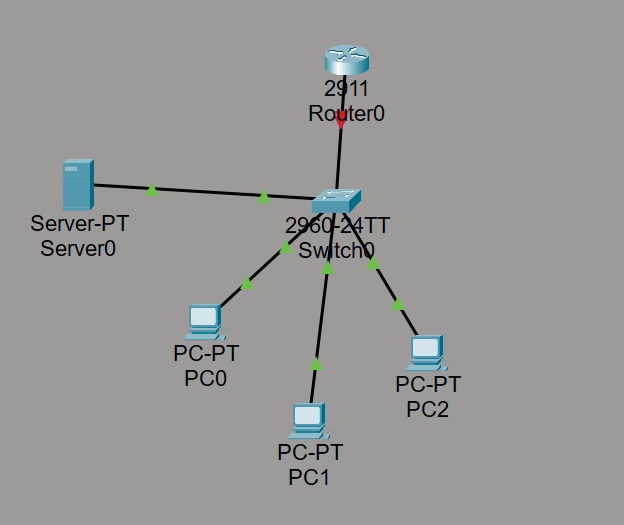 2911
Router0
Server-PT
Server0
2960-24TT
Switch0
PC-PT
PC0
PC-PT
PC2
PC-PT
PC1